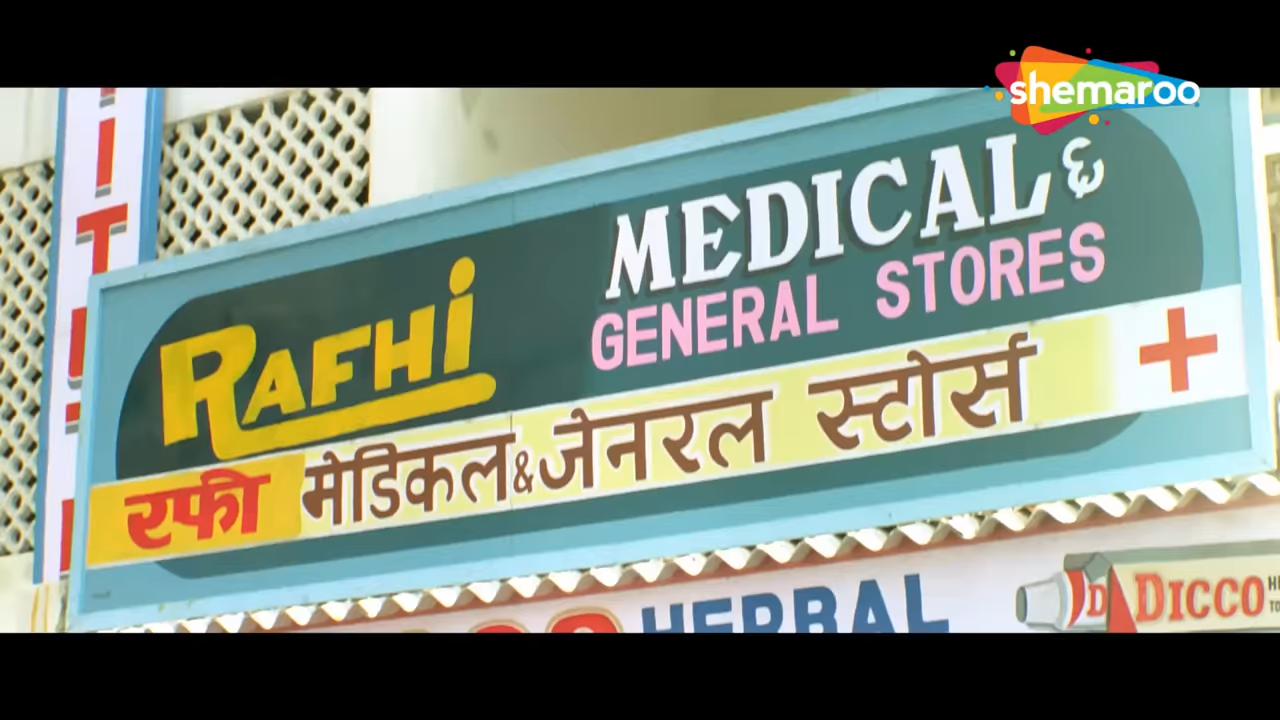 shemaroo
RAFHi
MEDICAL &
GENERAL STORES
रफी मेडिकल & जेनरल स्टोर्स
HERBAL
DICCO